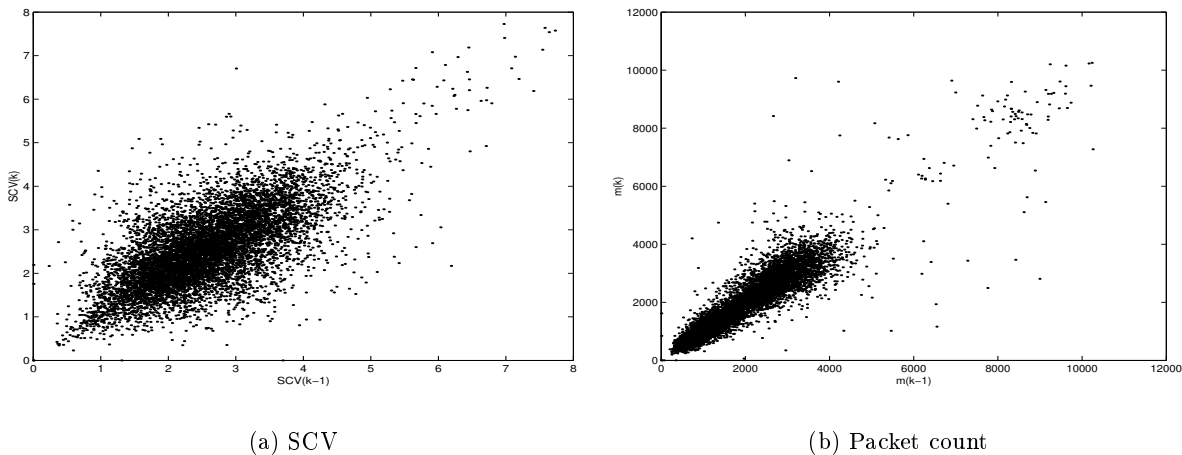 8
7
6
5
4
3
2
1
0
SCV(k)
0 1 2 3 4 5 6 7 8
SCV(k−1)
(a) SCV
12000
10000
8000
6000
4000
2000
0
m(k)
0 2000 4000 6000 8000 10000 12000
m(k−1)
(b) Packet count